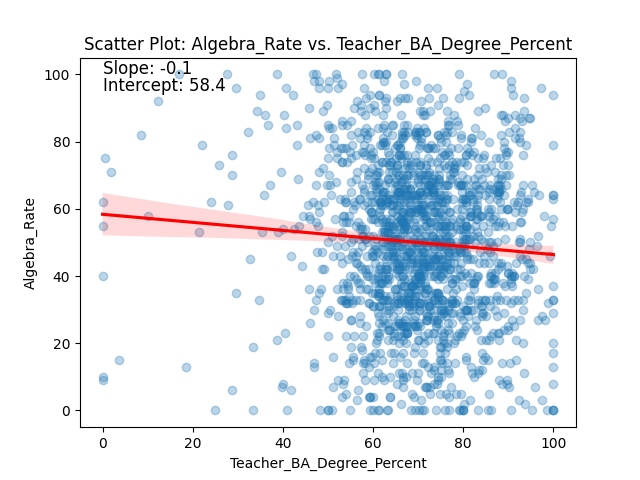 Scatter Plot: Algebra_Rate vs. Teacher_BA_Degree_Percent
Slope: -0.1
Intercept: 58.4
100
80
60
40
20
0
Algebra_Rate
0 20 40 60 80 100
Teacher_BA_Degree_Percent